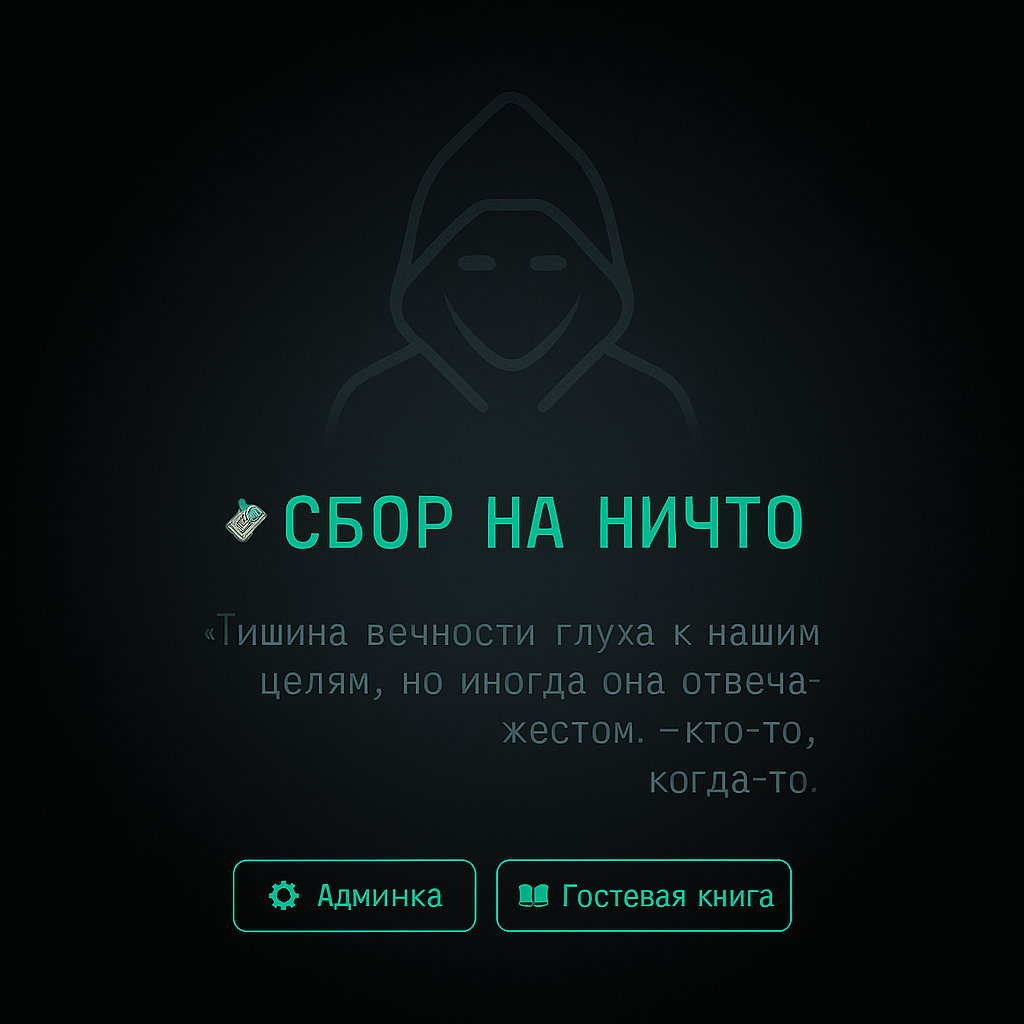 СБОР НА НИЧТО
«Тишина вечности глуха к нашим
целям, но иногда она отвеча-
жестом. —кто-то,
когда-то.
Админка
Гостевая книга